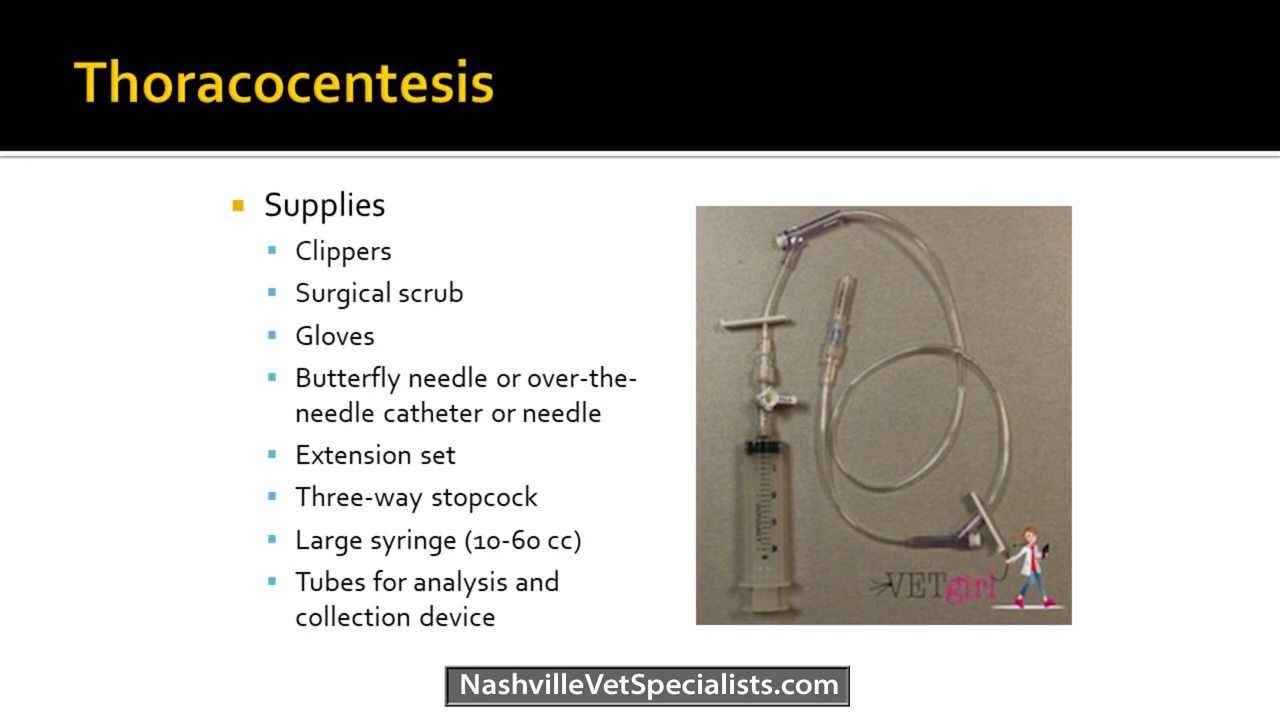 Thoracocentesis
Supplies
Clippers
Surgical scrub
Gloves
Butterfly needle or over-the-
needle catheter or needle
Extension set
Three-way stopcock
Large syringe (10-60 cc)
Tubes for analysis and
collection device
VETgirl
NashvilleVetSpecialists.com